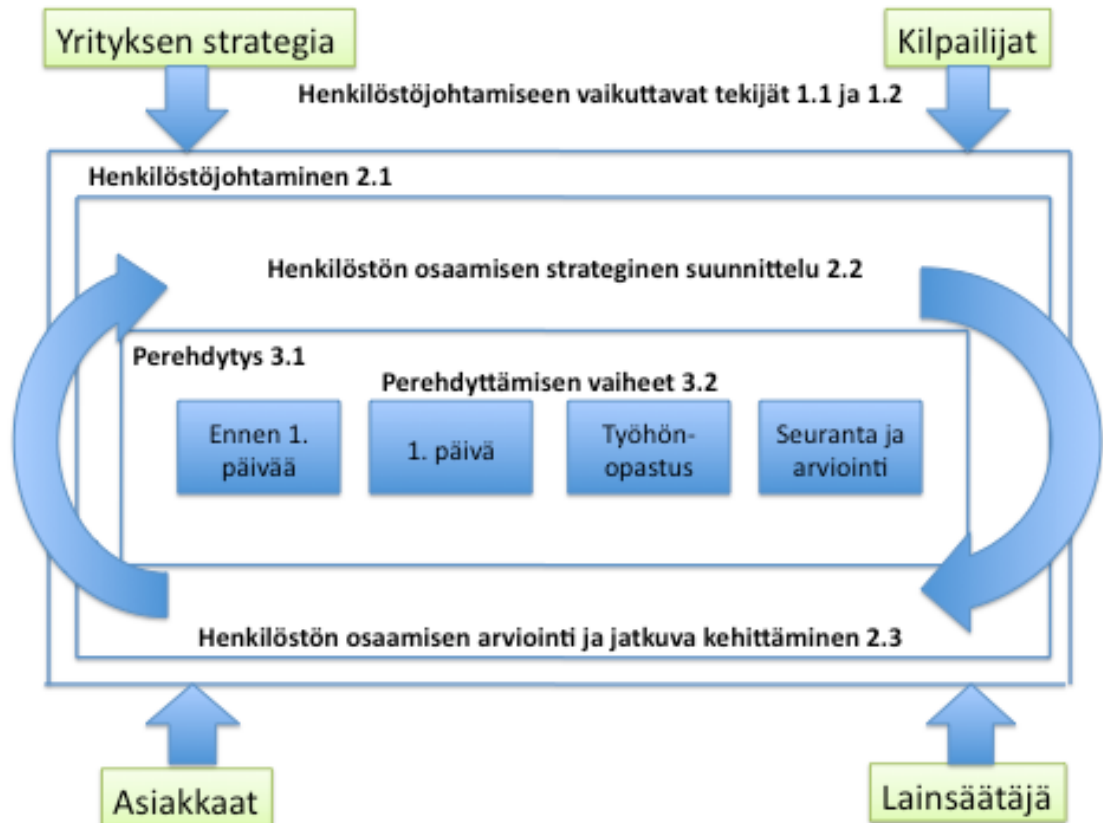 Yrityksen strategia
Kilpailijat
Henkilöstöjohtamiseen vaikuttavat tekijät 1.1 ja 1.2
Henkilöstöjohtaminen 2.1
Henkilöstön osaamisen strateginen suunnittelu 2.2
Perehdytys 3.1
Perehdyttämisen vaiheet 3.2
Ennen 1.
päivää
1. päivä
Työhön-
opastus
Seuranta ja
arviointi
Henkilöstön osaamisen arviointi ja jatkuva kehittäminen 2.3
Asiakkaat
Lainsäätäjä